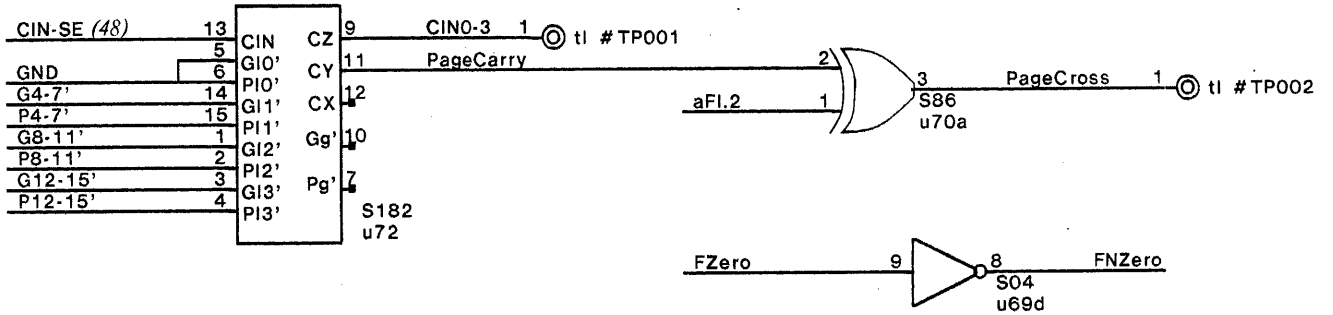 CIN-SE (48) 13 CIN CZ 9 CIN0-3 1 tl #TP001
5 GI0' CY 11 PageCarry 2
GND 6 PI0'
G4-7' 14 GI1' CX 12
P4-7' 15 PI1'
G8-11' 1 GI2' Gg' 10
P8-11' 2 PI2'
G12-15' 3 GI3' Pg' 7
P12-15' 4 PI3'
S182
u72
aFl.2 1
3 PageCross 1 tl #TP002
S86
u70a
FZero 9 8 FNZero
S04
u69d